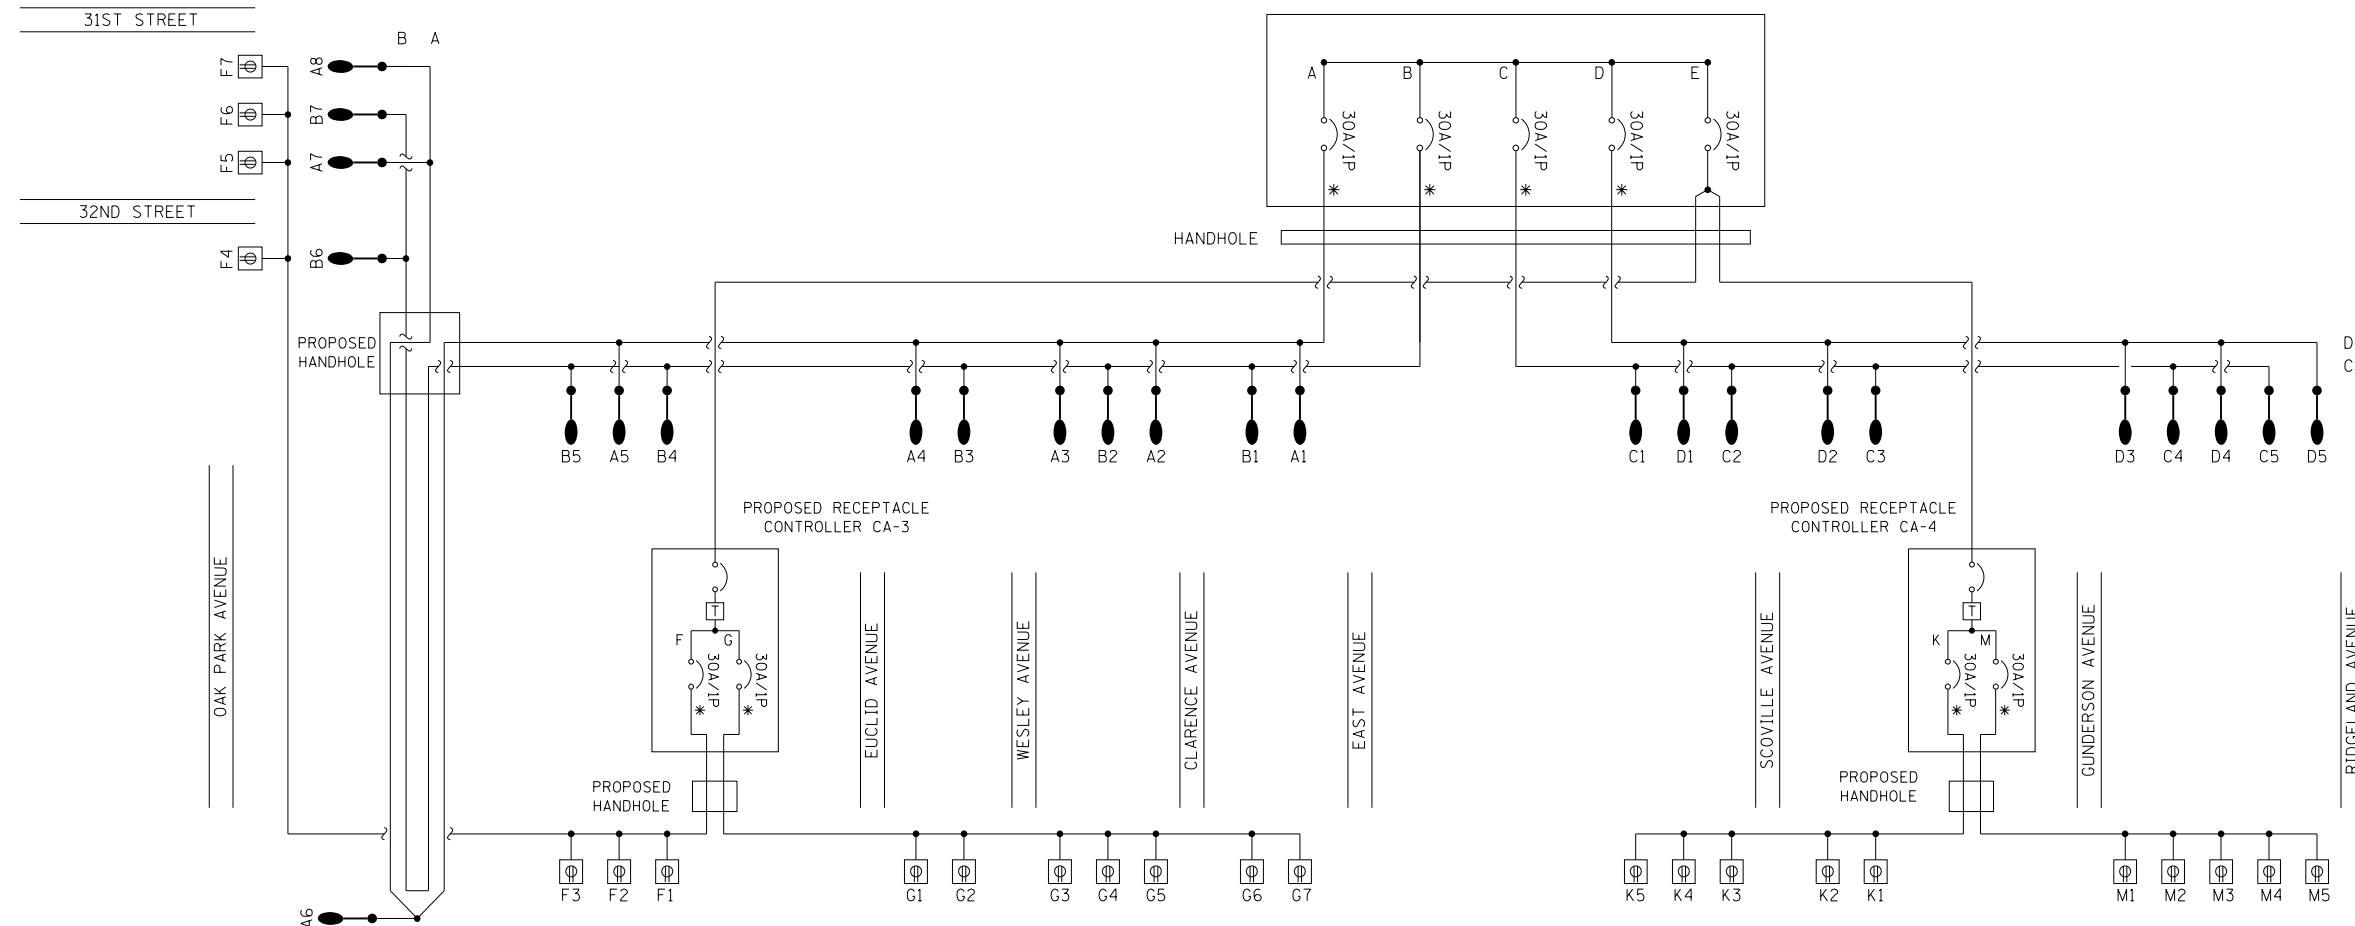 31ST STREET
B A
F7
A8
F6
B7
F5
A7
32ND STREET
F4
B6
A B C D E
30A/1P 30A/1P 30A/1P 30A/1P 30A/1P
* * * *
HANDHOLE
PROPOSED
HANDHOLE
D
C
B5 A5 B4 A4 B3 A3 B2 A2 B1 A1 C1 D1 C2 D2 C3 D3 C4 D4 C5 D5
PROPOSED RECEPTACLE
CONTROLLER CA-3
PROPOSED RECEPTACLE
CONTROLLER CA-4
OAK PARK AVENUE
T
F G
30A/1P 30A/1P
* *
EUCLID AVENUE
WESLEY AVENUE
CLARENCE AVENUE
EAST AVENUE
SCOVILLE AVENUE
T
K M
30A/1P 30A/1P
* *
GUNDERSON AVENUE
RIDGELAND AVENUE
PROPOSED
HANDHOLE
PROPOSED
HANDHOLE
F3 F2 F1 G1 G2 G3 G4 G5 G6 G7 K5 K4 K3 K2 K1 M1 M2 M3 M4 M5
A6